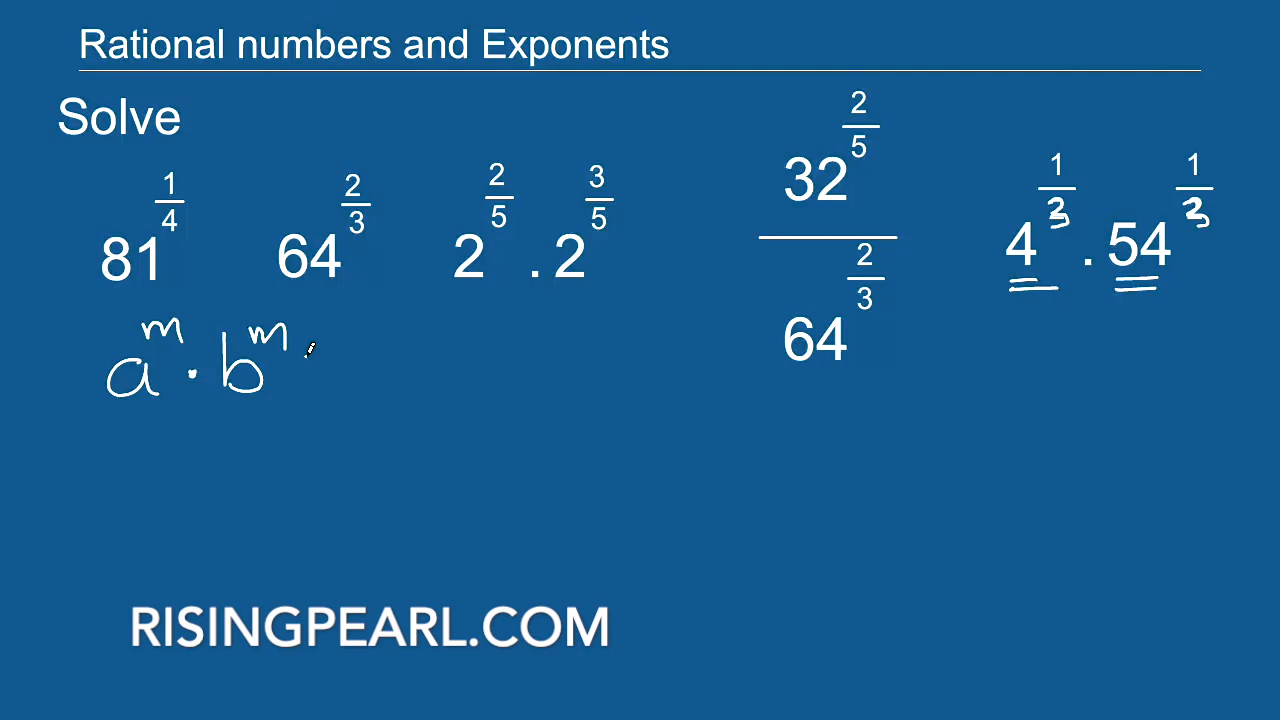 Rational numbers and Exponents
Solve
81^(1/4) 64^(2/3) 2^(2/5) . 2^(3/5) 32^(2/5) / 64^(2/3) 4^(1/3) . 54^(1/3)
a^m · b^m
RISINGPEARL.COM